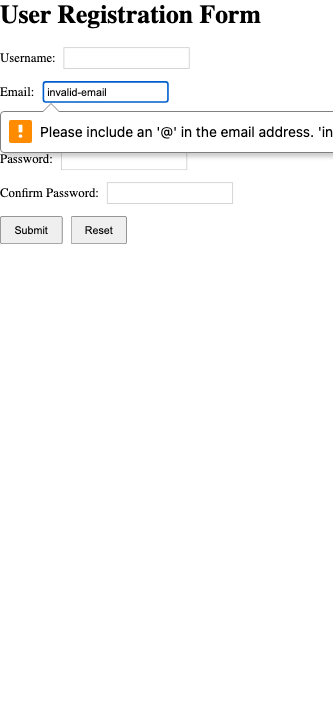 User Registration Form
Username:
Email: invalid-email
! Please include an '@' in the email address. 'in
Password:
Confirm Password:
Submit Reset